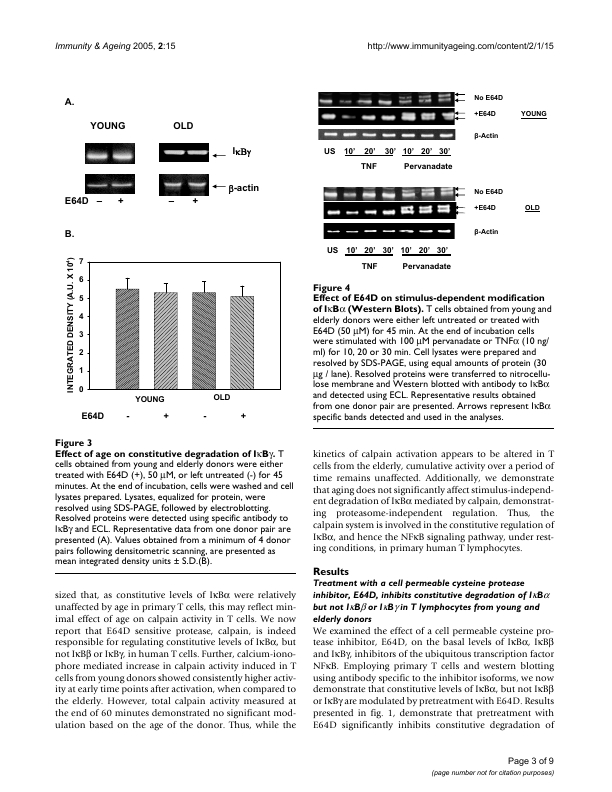 Immunity & Ageing 2005, 2:15
http://www.immunityageing.com/content/2/1/15
A.
YOUNG OLD
IκBγ
β-actin
E64D – + – +
B.
INTEGRATED DENSITY (A.U. X 10⁴)
7
6
5
4
3
2
1
0
YOUNG OLD
E64D - + - +
Figure 3
Effect of age on constitutive degradation of IκBγ. T
cells obtained from young and elderly donors were either
treated with E64D (+), 50 μM, or left untreated (-) for 45
minutes. At the end of incubation, cells were washed and cell
lysates prepared. Lysates, equalized for protein, were
resolved using SDS-PAGE, followed by electroblotting.
Resolved proteins were detected using specific antibody to
IκBγ and ECL. Representative data from one donor pair are
presented (A). Values obtained from a minimum of 4 donor
pairs following densitometric scanning, are presented as
mean integrated density units ± S.D.(B).
sized that, as constitutive levels of IκBα were relatively
unaffected by age in primary T cells, this may reflect min-
imal effect of age on calpain activity in T cells. We now
report that E64D sensitive protease, calpain, is indeed
responsible for regulating constitutive levels of IκBα, but
not IκBβ or IκBγ, in human T cells. Further, calcium-iono-
phore mediated increase in calpain activity induced in T
cells from young donors showed consistently higher activ-
ity at early time points after activation, when compared to
the elderly. However, total calpain activity measured at
the end of 60 minutes demonstrated no significant mod-
ulation based on the age of the donor. Thus, while the
No E64D
+E64D YOUNG
β-Actin
US 10' 20' 30' 10' 20' 30'
TNF Pervanadate
No E64D
+E64D OLD
β-Actin
US 10' 20' 30' 10' 20' 30'
TNF Pervanadate
Figure 4
Effect of E64D on stimulus-dependent modification
of IκBα (Western Blots). T cells obtained from young and
elderly donors were either left untreated or treated with
E64D (50 μM) for 45 min. At the end of incubation cells
were stimulated with 100 μM pervanadate or TNFα (10 ng/
ml) for 10, 20 or 30 min. Cell lysates were prepared and
resolved by SDS-PAGE, using equal amounts of protein (30
μg / lane). Resolved proteins were transferred to nitrocellu-
lose membrane and Western blotted with antibody to IκBα
and detected using ECL. Representative results obtained
from one donor pair are presented. Arrows represent IκBα
specific bands detected and used in the analyses.
kinetics of calpain activation appears to be altered in T
cells from the elderly, cumulative activity over a period of
time remains unaffected. Additionally, we demonstrate
that aging does not significantly affect stimulus-independ-
ent degradation of IκBα mediated by calpain, demonstrat-
ing proteasome-independent regulation. Thus, the
calpain system is involved in the constitutive regulation of
IκBα, and hence the NFκB signaling pathway, under rest-
ing conditions, in primary human T lymphocytes.
Results
Treatment with a cell permeable cysteine protease
inhibitor, E64D, inhibits constitutive degradation of IκBα
but not IκBβ or IκBγ in T lymphocytes from young and
elderly donors
We examined the effect of a cell permeable cysteine pro-
tease inhibitor, E64D, on the basal levels of IκBα, IκBβ
and IκBγ, inhibitors of the ubiquitous transcription factor
NFκB. Employing primary T cells and western blotting
using antibody specific to the inhibitor isoforms, we now
demonstrate that constitutive levels of IκBα, but not IκBβ
or IκBγ are modulated by pretreatment with E64D. Results
presented in fig. 1, demonstrate that pretreatment with
E64D significantly inhibits constitutive degradation of
Page 3 of 9
(page number not for citation purposes)